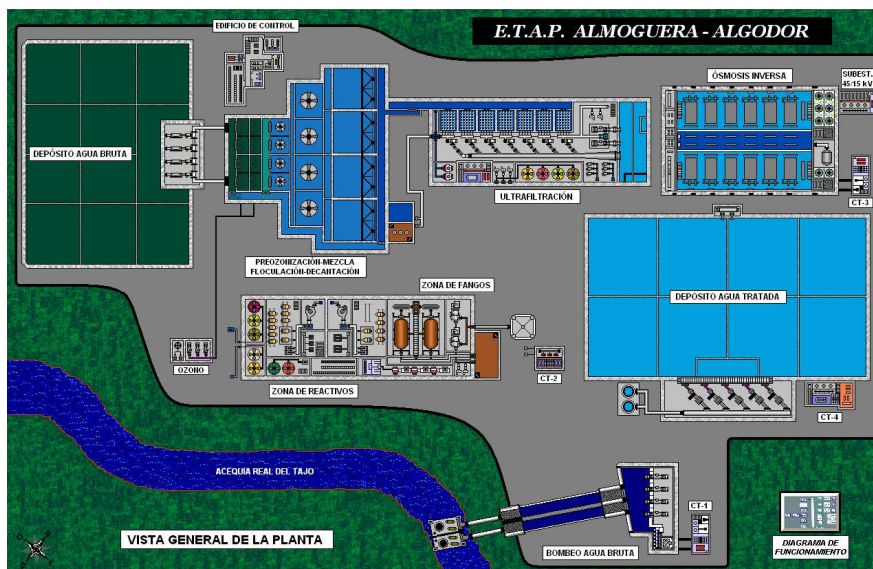 EDIFICIO DE CONTROL
E.T.A.P. ALMOGUERA - ALGODOR
ÓSMOSIS INVERSA
SUBEST.
45/15 kV
DEPÓSITO AGUA BRUTA
CT-3
ULTRAFILTRACIÓN
PREOZONIZACIÓN-MEZCLA
FLOCULACIÓN-DECANTACIÓN
ZONA DE FANGOS
DEPÓSITO AGUA TRATADA
OZONO
CT-2
ZONA DE REACTIVOS
CT-4
ACEQUIA REAL DEL TAJO
CT-1
VISTA GENERAL DE LA PLANTA
BOMBEO AGUA BRUTA
DIAGRAMA DE
FUNCIONAMIENTO